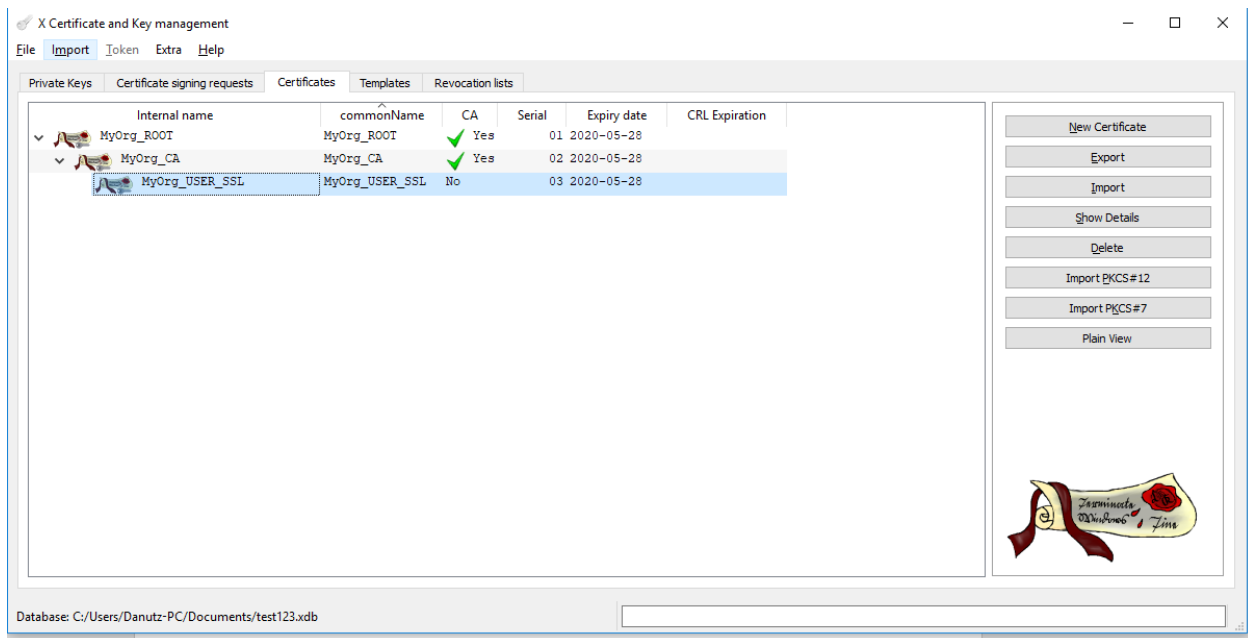 X Certificate and Key management
File Import Token Extra Help
Private Keys Certificate signing requests Certificates Templates Revocation lists
Internal name commonName CA Serial Expiry date CRL Expiration
MyOrg_ROOT MyOrg_ROOT Yes 01 2020-05-28
MyOrg_CA MyOrg_CA Yes 02 2020-05-28
MyOrg_USER_SSL MyOrg_USER_SSL No 03 2020-05-28
New Certificate
Export
Import
Show Details
Delete
Import PKCS#12
Import PKCS#7
Plain View
Database: C:/Users/Danutz-PC/Documents/test123.xdb